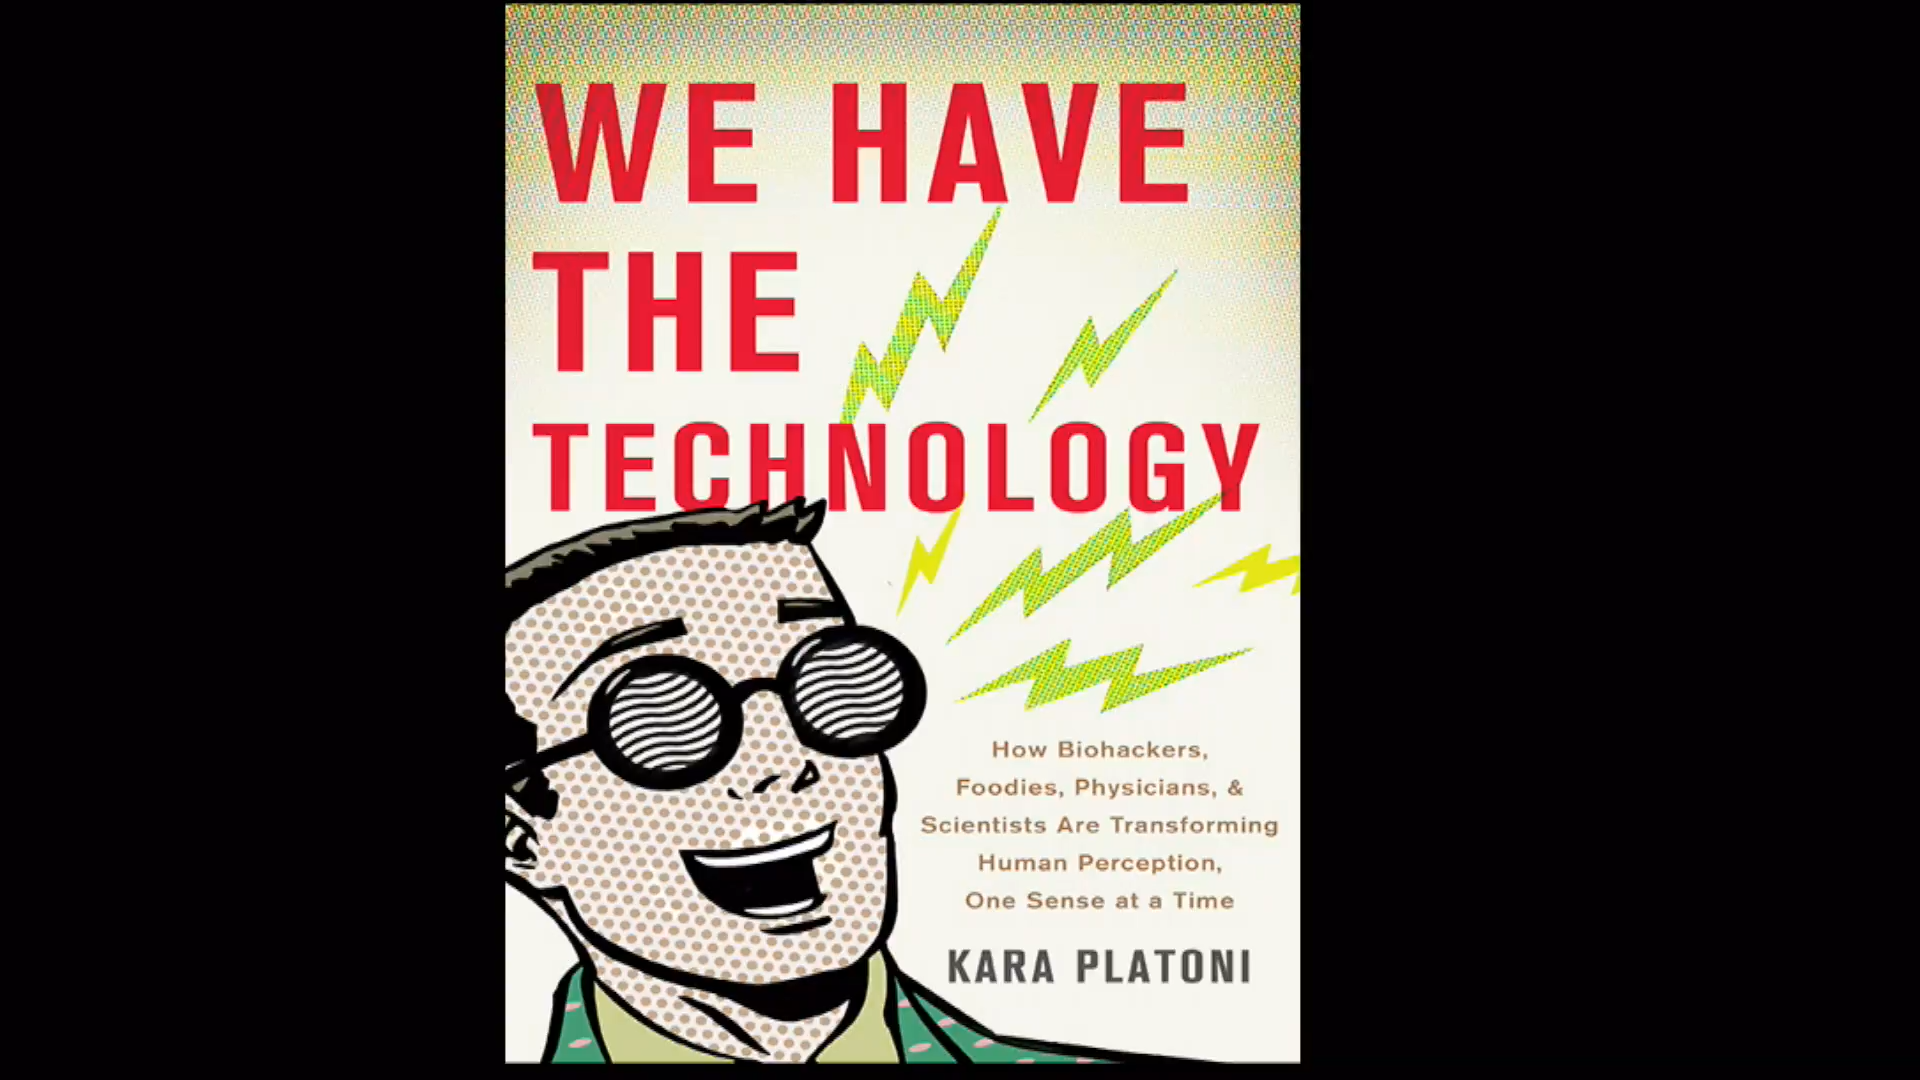 WE HAVE
THE
TECHNOLOGY
How Biohackers,
Foodies, Physicians, &
Scientists Are Transforming
Human Perception,
One Sense at a Time
KARA PLATONI